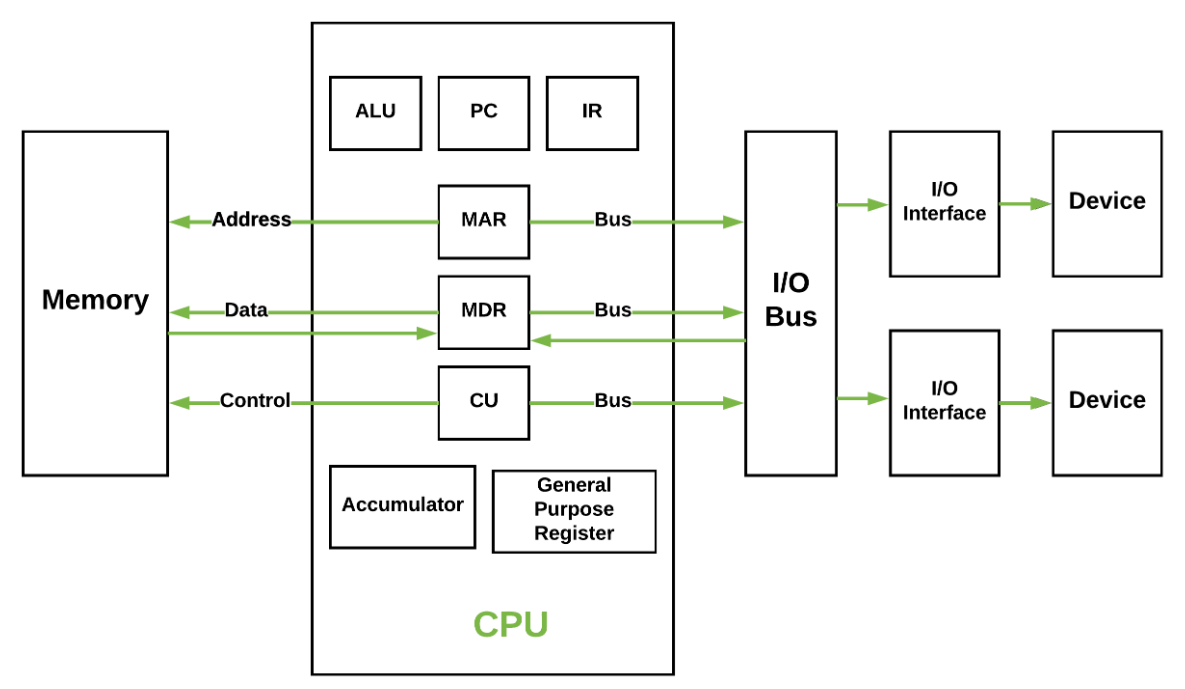 ALU
PC
IR
Memory
Address
MAR
Bus
Data
MDR
Bus
Control
CU
Bus
Accumulator
General
Purpose
Register
CPU
I/O
Bus
I/O
Interface
Device
I/O
Interface
Device